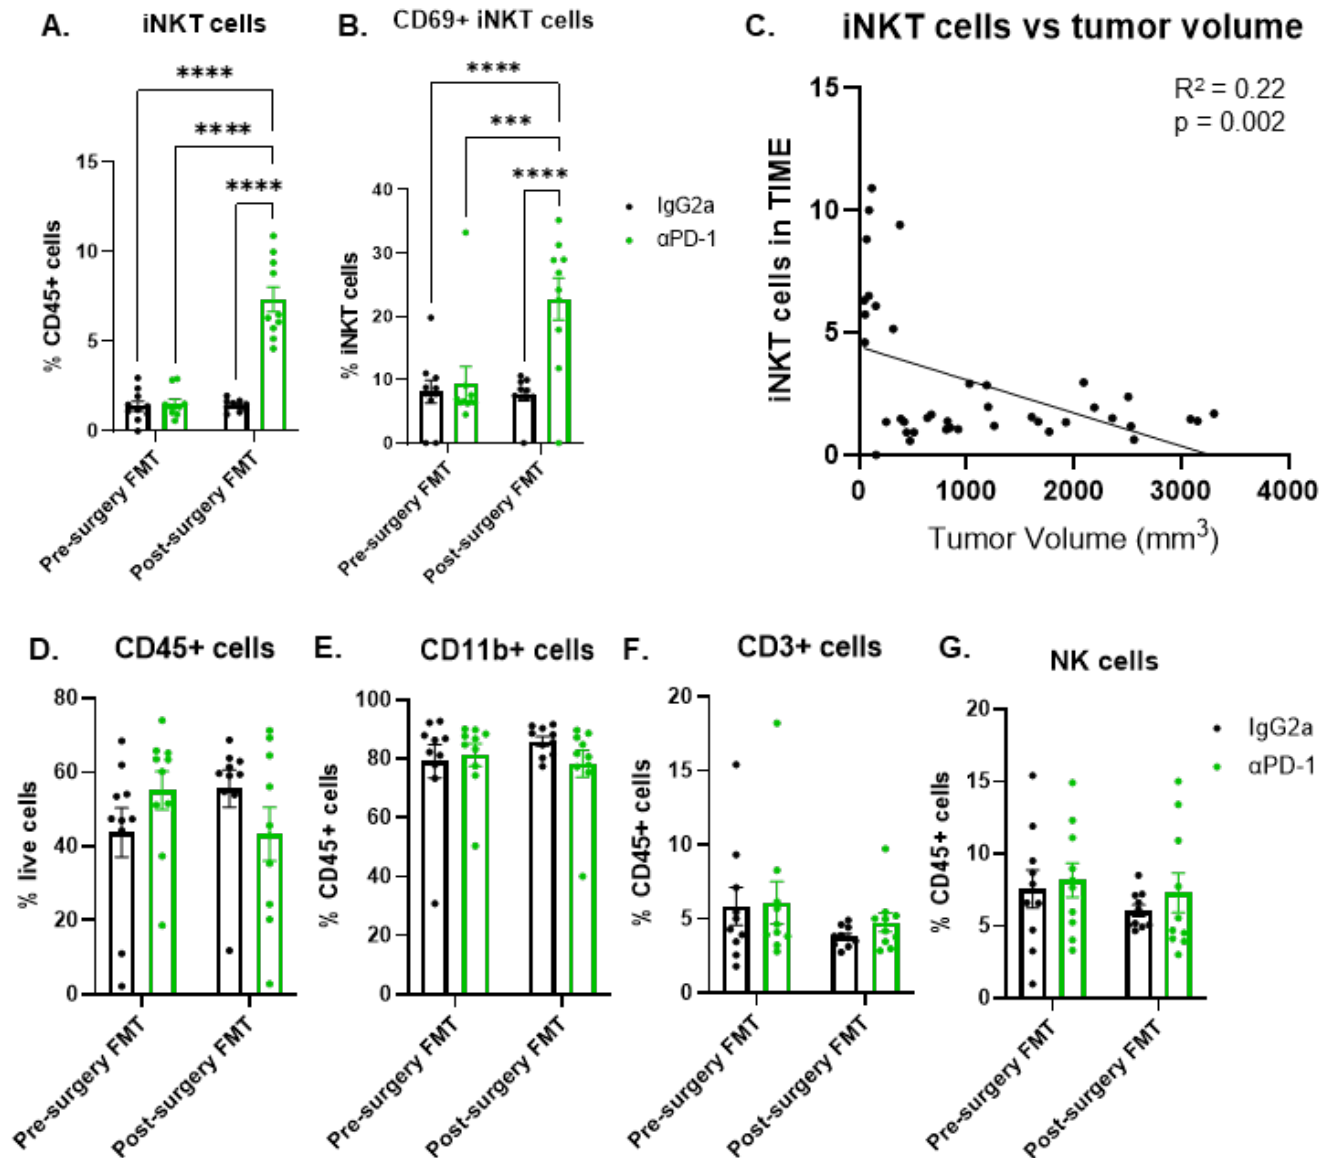 A.
iNKT cells
****
****
****
15
10
5
0
% CD45+ cells
Pre-surgery FMT
Post-surgery FMT
B.
CD69+ iNKT cells
****
***
****
40
30
20
10
0
% iNKT cells
Pre-surgery FMT
Post-surgery FMT
IgG2a
αPD-1
C.
iNKT cells vs tumor volume
R² = 0.22
p = 0.002
15
10
5
0
iNKT cells in TIME
0 1000 2000 3000 4000
Tumor Volume (mm³)
D.
CD45+ cells
80
60
40
20
0
% live cells
Pre-surgery FMT
Post-surgery FMT
E.
CD11b+ cells
100
80
60
40
20
0
% CD45+ cells
Pre-surgery FMT
Post-surgery FMT
F.
CD3+ cells
20
15
10
5
0
% CD45+ cells
Pre-surgery FMT
Post-surgery FMT
G.
NK cells
20
15
10
5
0
% CD45+ cells
Pre-surgery FMT
Post-surgery FMT
IgG2a
αPD-1